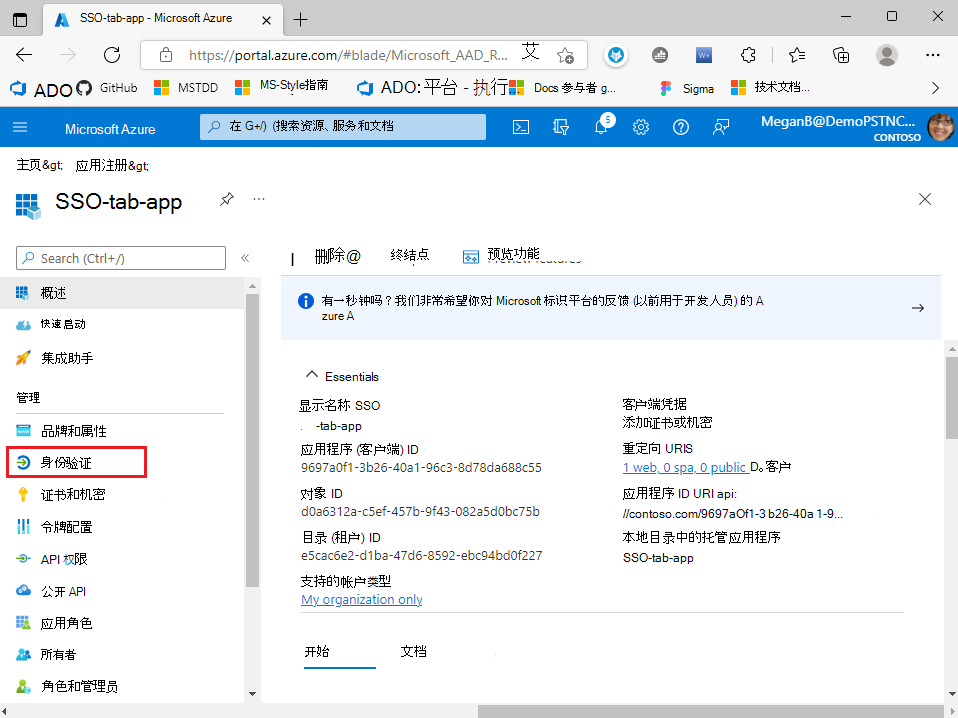 SSO-tab-app - Microsoft Azure
https://portal.azure.com/#blade/Microsoft_AAD_R... 艾
ADO GitHub MSTDD MS-Style指南 ADO:平台 - 执行 Docs 参与者 g... Sigma 技术文档...
Microsoft Azure 在 G+/) (搜索资源、服务和文档 5 MeganB@DemoPSTNC...
CONTOSO
主页&gt; 应用注册&gt;
SSO-tab-app ...
Search (Ctrl+/) «
| 删除@ 终结点 预览功能
概述
快速启动
集成助手
管理
品牌和属性
身份验证
证书和机密
令牌配置
API 权限
公开 API
应用角色
所有者
角色和管理员
有一秒钟吗？我们非常希望你对 Microsoft 标识平台的反馈 (以前用于开发人员) 的 A
zure A
Essentials
显示名称 SSO
-tab-app
应用程序 (客户端) ID
9697a0f1-3b26-40a1-96c3-8d78da688c55
对象 ID
d0a6312a-c5ef-457b-9f43-082a5d0bc75b
目录 (租户) ID
e5cac6e2-d1ba-47d6-8592-ebc94bd0f227
支持的帐户类型
My organization only
客户端凭据
添加证书或机密
重定向 URIS
1 web, 0 spa, 0 public D。客户
应用程序 ID URI api:
//contoso.com/9697aOf1-3 b26-40a 1-9...
本地目录中的托管应用程序
SSO-tab-app
开始 文档